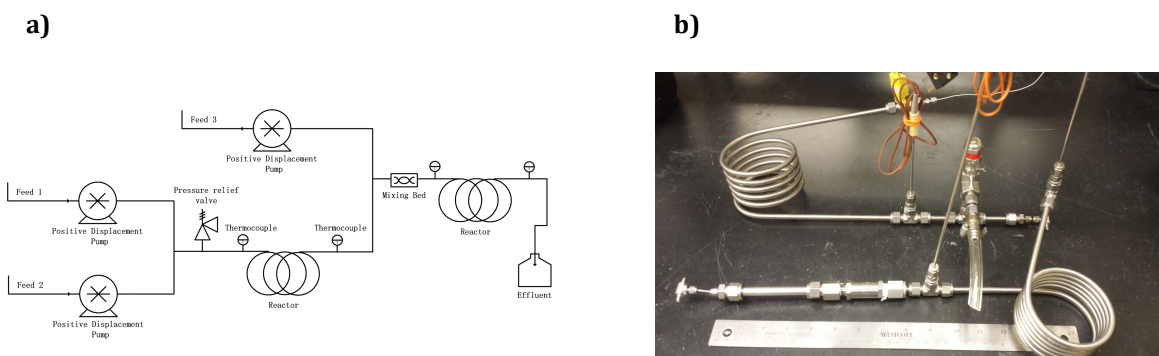 a)
b)
Feed 3
Positive Displacement
Pump
Feed 1
Positive Displacement
Pump
Pressure relief
valve
Thermocouple
Thermocouple
Mixing Bed
Reactor
Feed 2
Positive Displacement
Pump
Reactor
Effluent
WESTCOTT